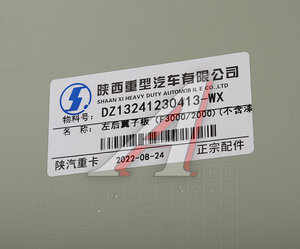 陕西重型汽车有限公司
SHAAN XI HEAVY DUTY AUTOMOBILE CO.,LTD
物料号: DZ13241230413-WX
名 称: 左后翼子板 (F3000/2000)(不含漆
陕汽重卡 2022-08-24 正宗配件